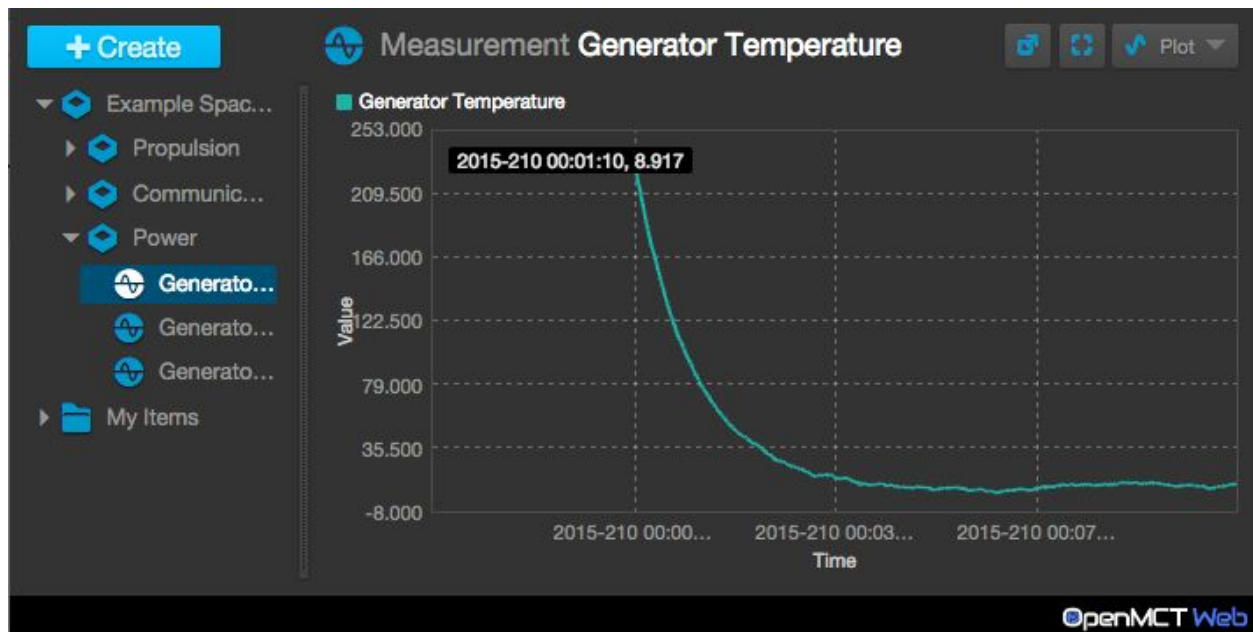 + Create
Measurement Generator Temperature
Plot
Example Spac...
Propulsion
Communic...
Power
Generato...
Generato...
Generato...
My Items
Generator Temperature
253.000
2015-210 00:01:10, 8.917
209.500
166.000
122.500
79.000
35.500
-8.000
Value
2015-210 00:00... 2015-210 00:03... 2015-210 00:07...
Time
OpenMCT Web